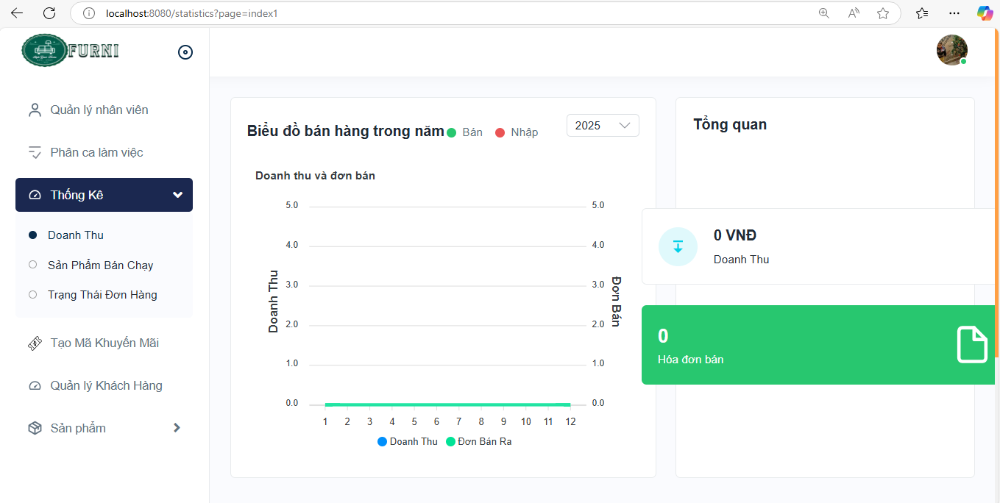 localhost:8080/statistics?page=index1
FURNI
Quản lý nhân viên
Phân ca làm việc
Thống Kê
Doanh Thu
Sản Phẩm Bán Chạy
Trạng Thái Đơn Hàng
Tạo Mã Khuyến Mãi
Quản lý Khách Hàng
Sản phẩm
Biểu đồ bán hàng trong năm
Bán
Nhập
2025
Doanh thu và đơn bán
Doanh Thu
5.0
4.0
3.0
2.0
1.0
0.0
5.0
4.0
3.0
2.0
1.0
0.0
Đơn Bán
1 2 3 4 5 6 7 8 9 10 11 12
Doanh Thu Đơn Bán Ra
Tổng quan
0 VNĐ
Doanh Thu
0
Hóa đơn bán